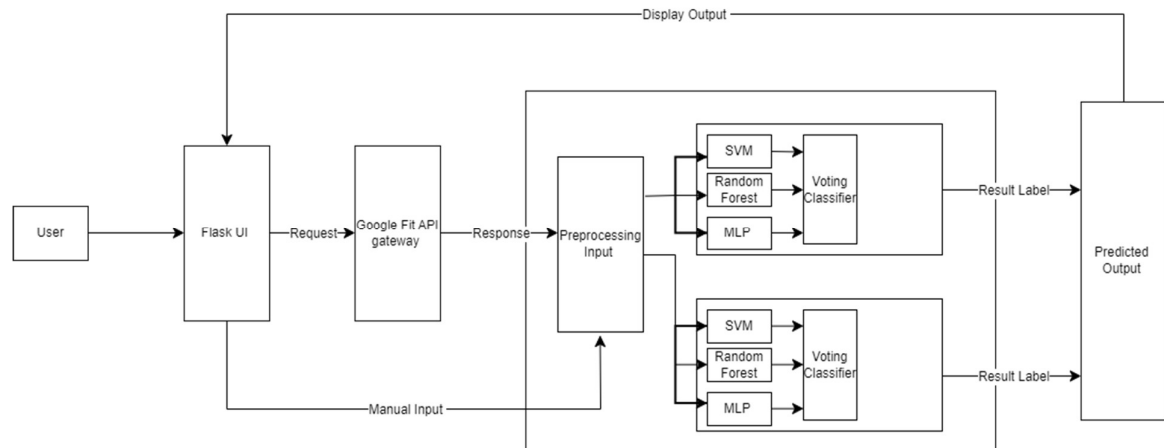 Display Output
User
Flask UI
Request
Google Fit API
gateway
Response
Preprocessing
Input
SVM
Random
Forest
MLP
Voting
Classifier
Result Label
SVM
Random
Forest
MLP
Voting
Classifier
Result Label
Predicted
Output
Manual Input